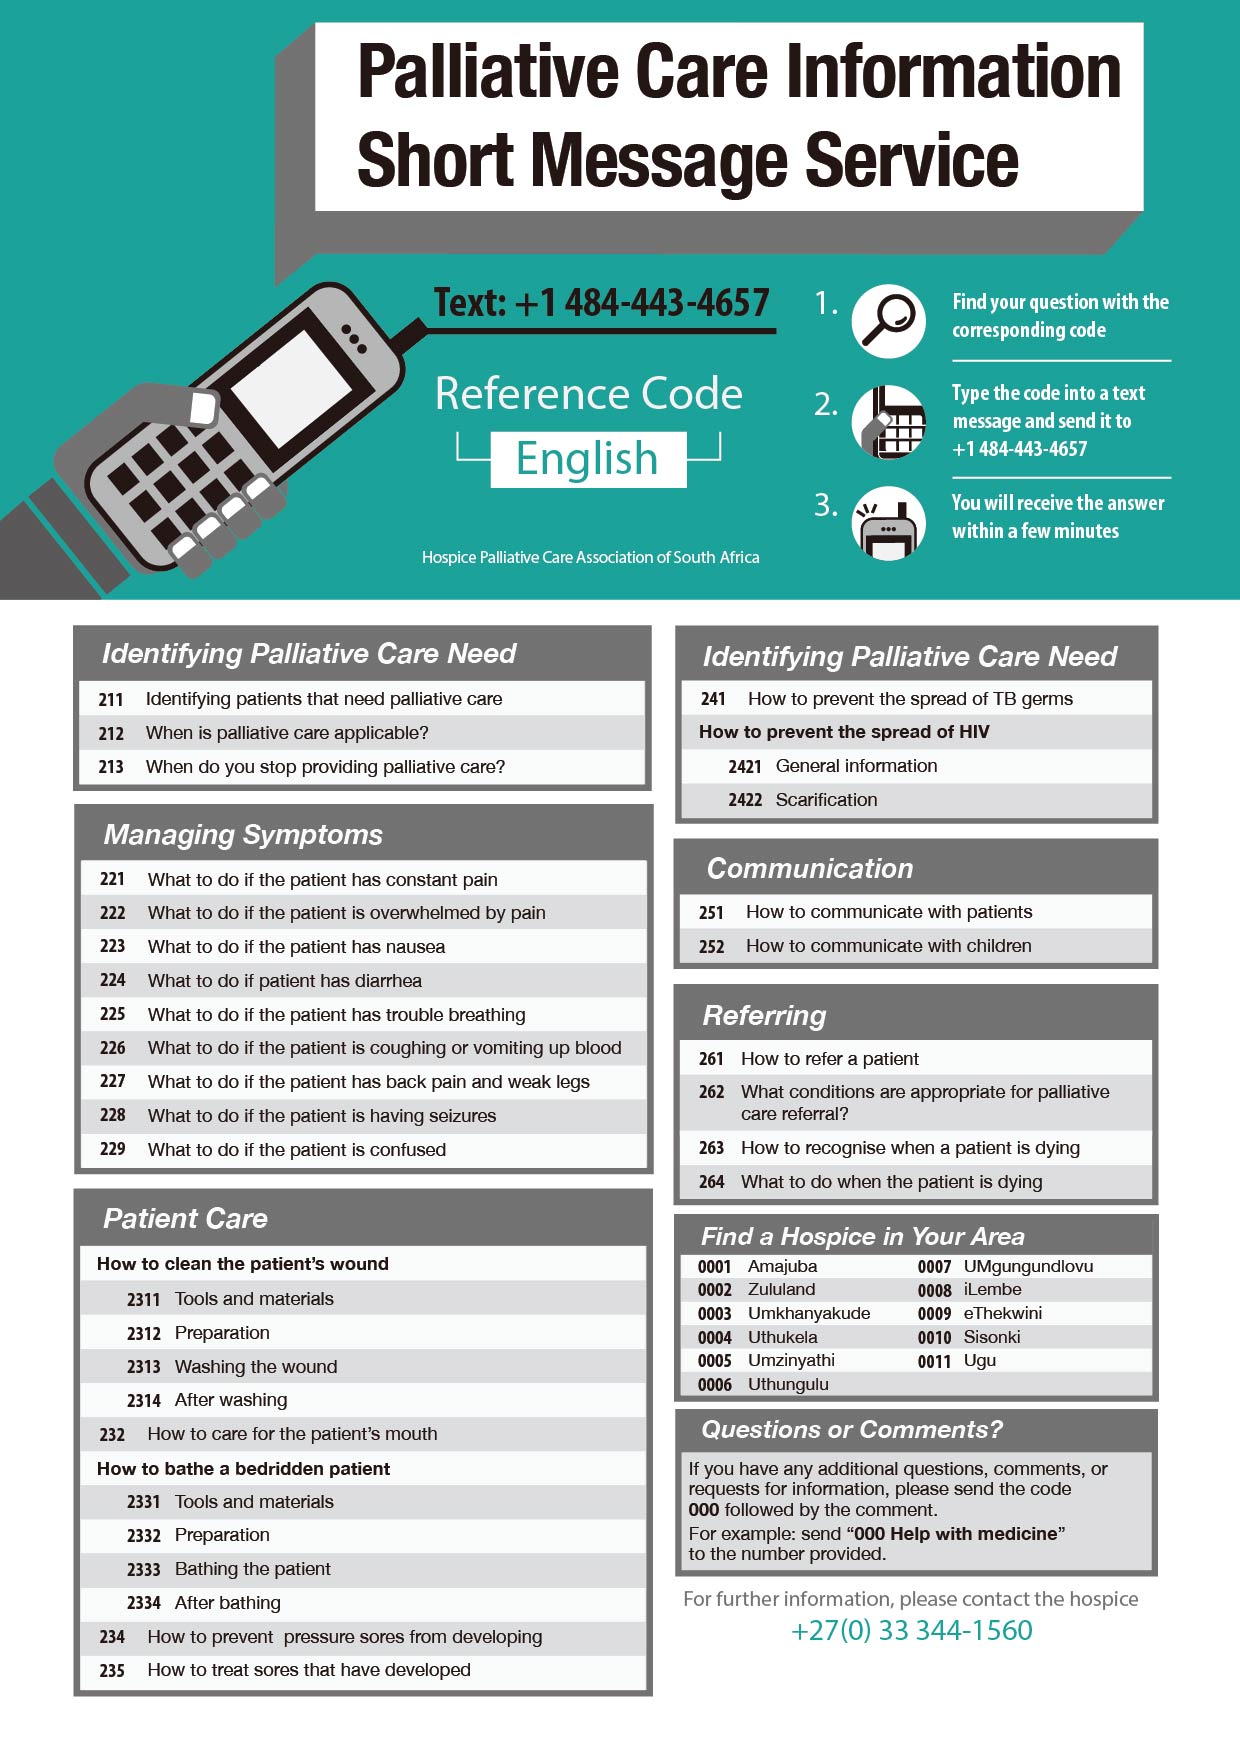 Palliative Care Information
Short Message Service
Text: +1 484-443-4657
Reference Code
English
Hospice Palliative Care Association of South Africa
1.
Find your question with the
corresponding code
2.
Type the code into a text
message and send it to
+1 484-443-4657
3.
You will receive the answer
within a few minutes
Identifying Palliative Care Need
211 Identifying patients that need palliative care
212 When is palliative care applicable?
213 When do you stop providing palliative care?
Managing Symptoms
221 What to do if the patient has constant pain
222 What to do if the patient is overwhelmed by pain
223 What to do if the patient has nausea
224 What to do if patient has diarrhea
225 What to do if the patient has trouble breathing
226 What to do if the patient is coughing or vomiting up blood
227 What to do if the patient has back pain and weak legs
228 What to do if the patient is having seizures
229 What to do if the patient is confused
Patient Care
How to clean the patient's wound
2311 Tools and materials
2312 Preparation
2313 Washing the wound
2314 After washing
232 How to care for the patient's mouth
How to bathe a bedridden patient
2331 Tools and materials
2332 Preparation
2333 Bathing the patient
2334 After bathing
234 How to prevent pressure sores from developing
235 How to treat sores that have developed
Identifying Palliative Care Need
241 How to prevent the spread of TB germs
How to prevent the spread of HIV
2421 General information
2422 Scarification
Communication
251 How to communicate with patients
252 How to communicate with children
Referring
261 How to refer a patient
262 What conditions are appropriate for palliative
care referral?
263 How to recognise when a patient is dying
264 What to do when the patient is dying
Find a Hospice in Your Area
0001 Amajuba 0007 UMgungundlovu
0002 Zululand 0008 iLembe
0003 Umkhanyakude 0009 eThekwini
0004 Uthukela 0010 Sisonki
0005 Umzinyathi 0011 Ugu
0006 Uthungulu
Questions or Comments?
If you have any additional questions, comments, or
requests for information, please send the code
000 followed by the comment.
For example: send “000 Help with medicine”
to the number provided.
For further information, please contact the hospice
+27(0) 33 344-1560